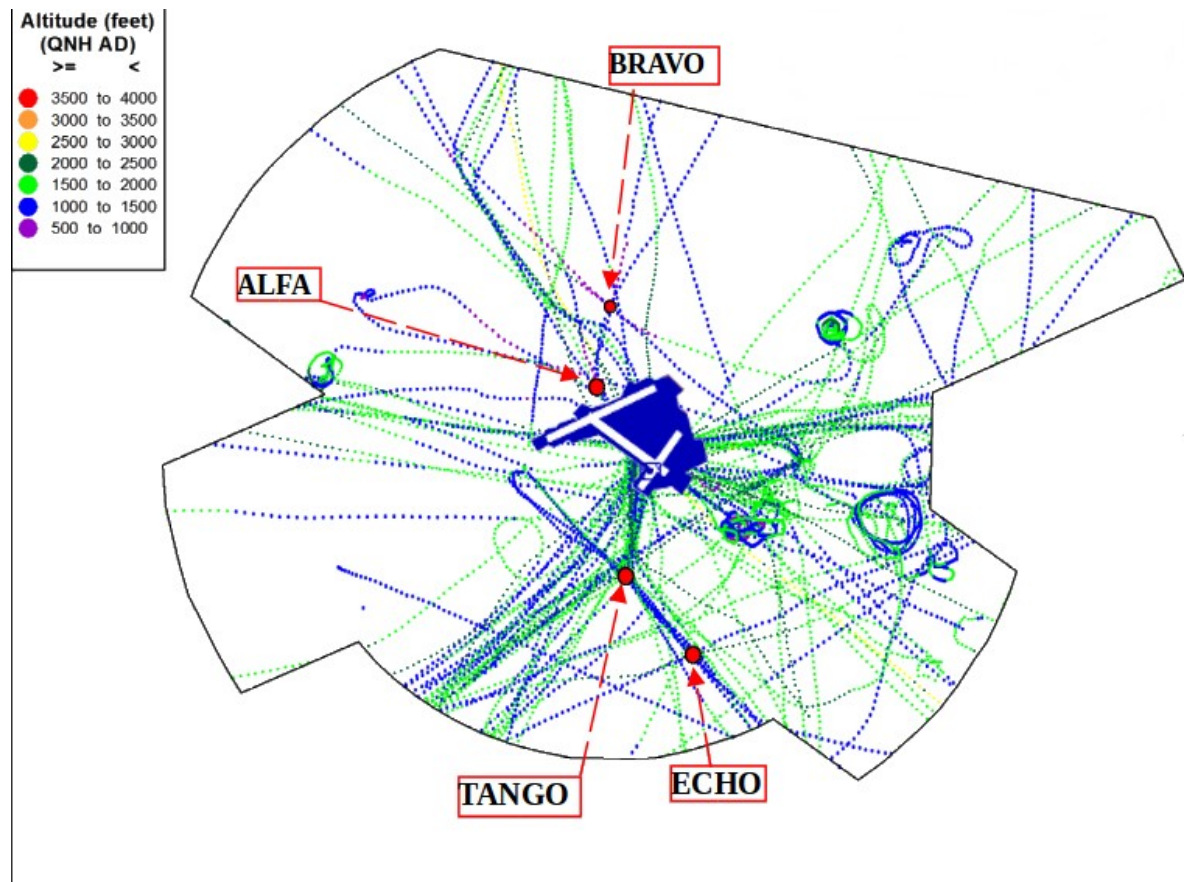 Altitude (feet)
(QNH AD)
>= <
3500 to 4000
3000 to 3500
2500 to 3000
2000 to 2500
1500 to 2000
1000 to 1500
500 to 1000
BRAVO
ALFA
TANGO
ECHO